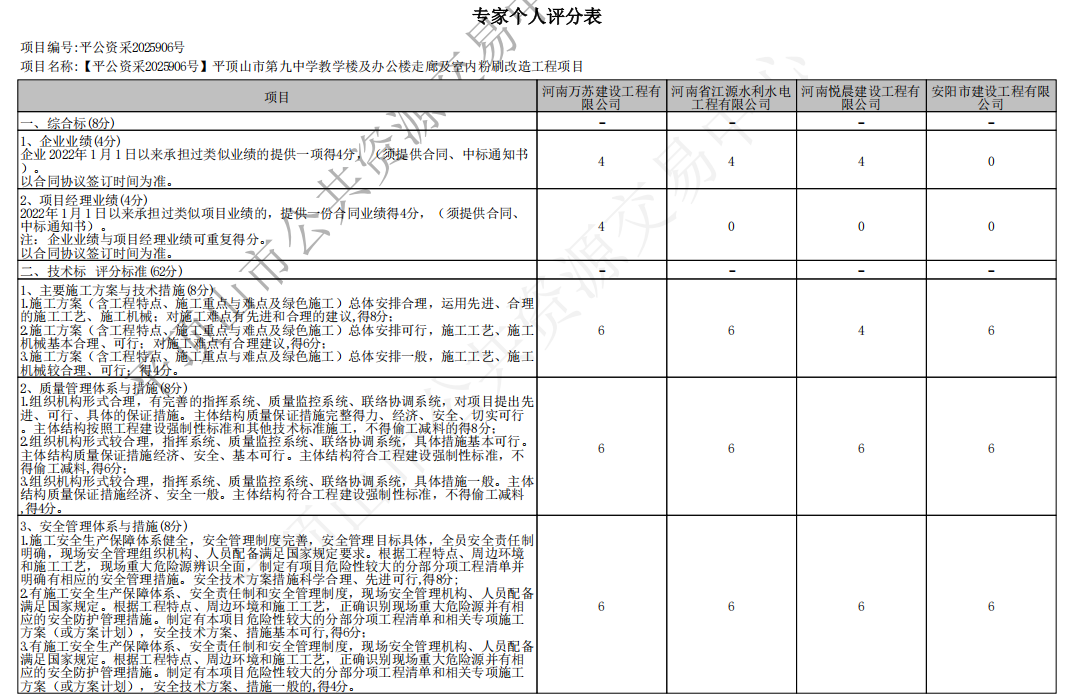 专家个人评分表
项目编号:平公资采2025906号
项目名称:【平公资采2025906号】平顶山市第九中学教学楼及办公楼走廊及室内粉刷改造工程项目
项目
河南万苏建设工程有
限公司
河南省江源水利水电
工程有限公司
河南悦晨建设工程有
限公司
安阳市建设工程有限
公司
一、综合标(8分)
－ － － －
1、企业业绩(4分)
企业 2022年 1 月 1 日以来承担过类似业绩的提供一项得4分，（须提供合同、中标通知书
）。
以合同协议签订时间为准。
4 4 4 0
2、项目经理业绩(4分)
2022年 1 月 1 日以来承担过类似项目业绩的，提供一份合同业绩得4分，（须提供合同、
中标通知书）。
注：企业业绩与项目经理业绩可重复得分。
以合同协议签订时间为准。
4 0 0 0
二、技术标 评分标准(62分)
－ － － －
1、主要施工方案与技术措施(8分)
1.施工方案（含工程特点、施工重点与难点及绿色施工）总体安排合理，运用先进、合理
的施工工艺、施工机械；对施工难点有先进和合理的建议,得8分；
2.施工方案（含工程特点、施工重点与难点及绿色施工）总体安排可行，施工工艺、施工
机械基本合理、可行；对施工难点有合理建议,得6分；
3.施工方案（含工程特点、施工重点与难点及绿色施工）总体安排一般，施工工艺、施工
机械较合理、可行；得4分。
6 6 4 6
2、质量管理体系与措施(8分)
1.组织机构形式合理，有完善的指挥系统、质量监控系统、联络协调系统，对项目提出先
进、可行、具体的保证措施。主体结构质量保证措施完整得力、经济、安全、切实可行
。主体结构按照工程建设强制性标准和其他技术标准施工，不得偷工减料的得8分；
2.组织机构形式较合理，指挥系统、质量监控系统、联络协调系统，具体措施基本可行。
主体结构质量保证措施经济、安全、基本可行。主体结构符合工程建设强制性标准，不
得偷工减料,得6分；
3.组织机构形式较合理，指挥系统、质量监控系统、联络协调系统，具体措施一般。主体
结构质量保证措施经济、安全一般。主体结构符合工程建设强制性标准，不得偷工减料
,得4分。
6 6 6 6
3、安全管理体系与措施(8分)
1.施工安全生产保障体系健全，安全管理制度完善，安全管理目标具体，全员安全责任制
明确，现场安全管理组织机构、人员配备满足国家规定要求。根据工程特点、周边环境
和施工工艺，现场重大危险源辨识全面，制定有项目危险性较大的分部分项工程清单并
明确有相应的安全管理措施。安全技术方案措施科学合理、先进可行,得8分；
2.有施工安全生产保障体系、安全责任制和安全管理制度，现场安全管理机构、人员配备
满足国家规定。根据工程特点、周边环境和施工工艺，正确识别现场重大危险源并有相
应的安全防护管理措施。制定有本项目危险性较大的分部分项工程清单和相关专项施工
方案（或方案计划），安全技术方案、措施基本可行,得6分；
3.有施工安全生产保障体系、安全责任制和安全管理制度，现场安全管理机构、人员配备
满足国家规定。根据工程特点、周边环境和施工工艺，正确识别现场重大危险源并有相
应的安全防护管理措施。制定有本项目危险性较大的分部分项工程清单和相关专项施工
方案（或方案计划），安全技术方案、措施一般的,得4分。
6 6 6 6
平顶山市公共资源交易中心